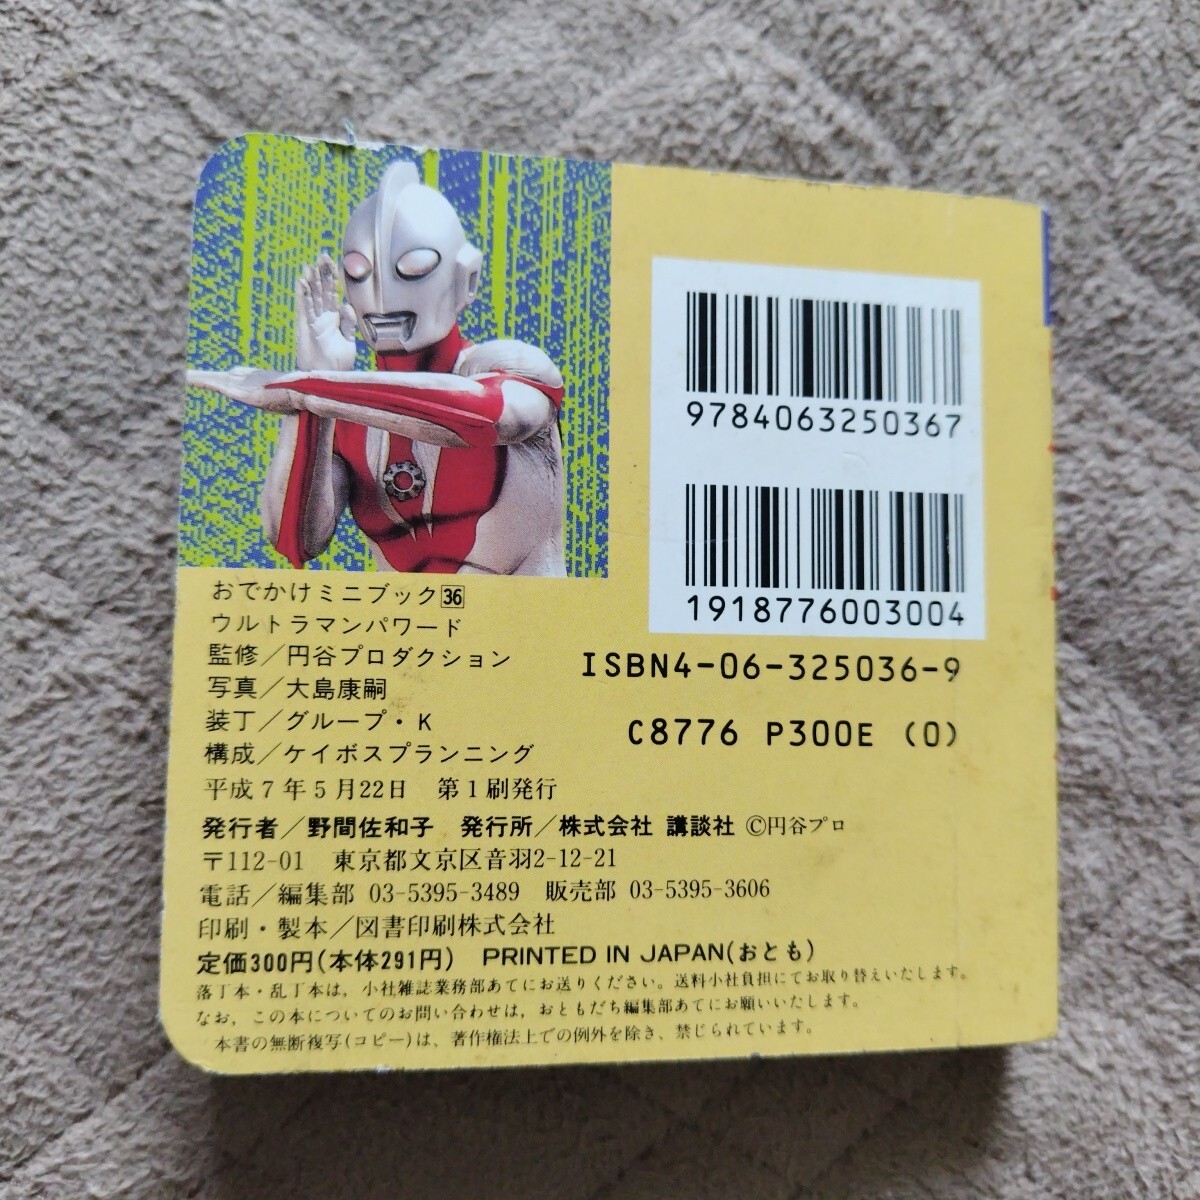 9784063250367
1918776003004
ISBN4-06-325036-9
C8776 P300E (0)
おでかけミニブック36
ウルトラマンパワード
監修／円谷プロダクション
写真／大島康嗣
装丁／グループ・K
構成／ケイボスプランニング
平成7年5月22日 第1刷発行
発行者／野間佐和子 発行所／株式会社 講談社 ©円谷プロ
〒112-01 東京都文京区音羽2-12-21
電話／編集部 03-5395-3489 販売部 03-5395-3606
印刷・製本／図書印刷株式会社
定価300円(本体291円) PRINTED IN JAPAN(おとも)
落丁本・乱丁本は，小社雑誌業務部あてにお送りください。送料小社負担にてお取り替えいたします。
なお，この本についてのお問い合わせは，おともだち編集部あてにお願いいたします。
本書の無断複写(コピー)は、著作権法上での例外を除き、禁じられています。